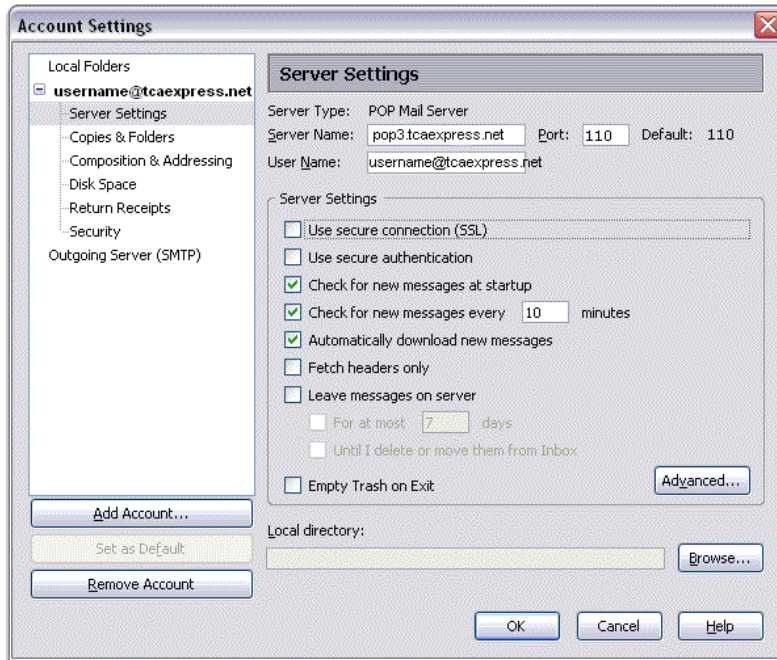 Account Settings
Local Folders
username@tcaexpress.net
Server Settings
Copies & Folders
Composition & Addressing
Disk Space
Return Receipts
Security
Outgoing Server (SMTP)
Add Account...
Set as Default
Remove Account
Server Settings
Server Type: POP Mail Server
Server Name: pop3.tcaexpress.net Port: 110 Default: 110
User Name: username@tcaexpress.net
Server Settings
Use secure connection (SSL)
Use secure authentication
Check for new messages at startup
Check for new messages every 10 minutes
Automatically download new messages
Fetch headers only
Leave messages on server
For at most 7 days
Until I delete or move them from Inbox
Empty Trash on Exit
Advanced...
Local directory:
Browse...
OK Cancel Help